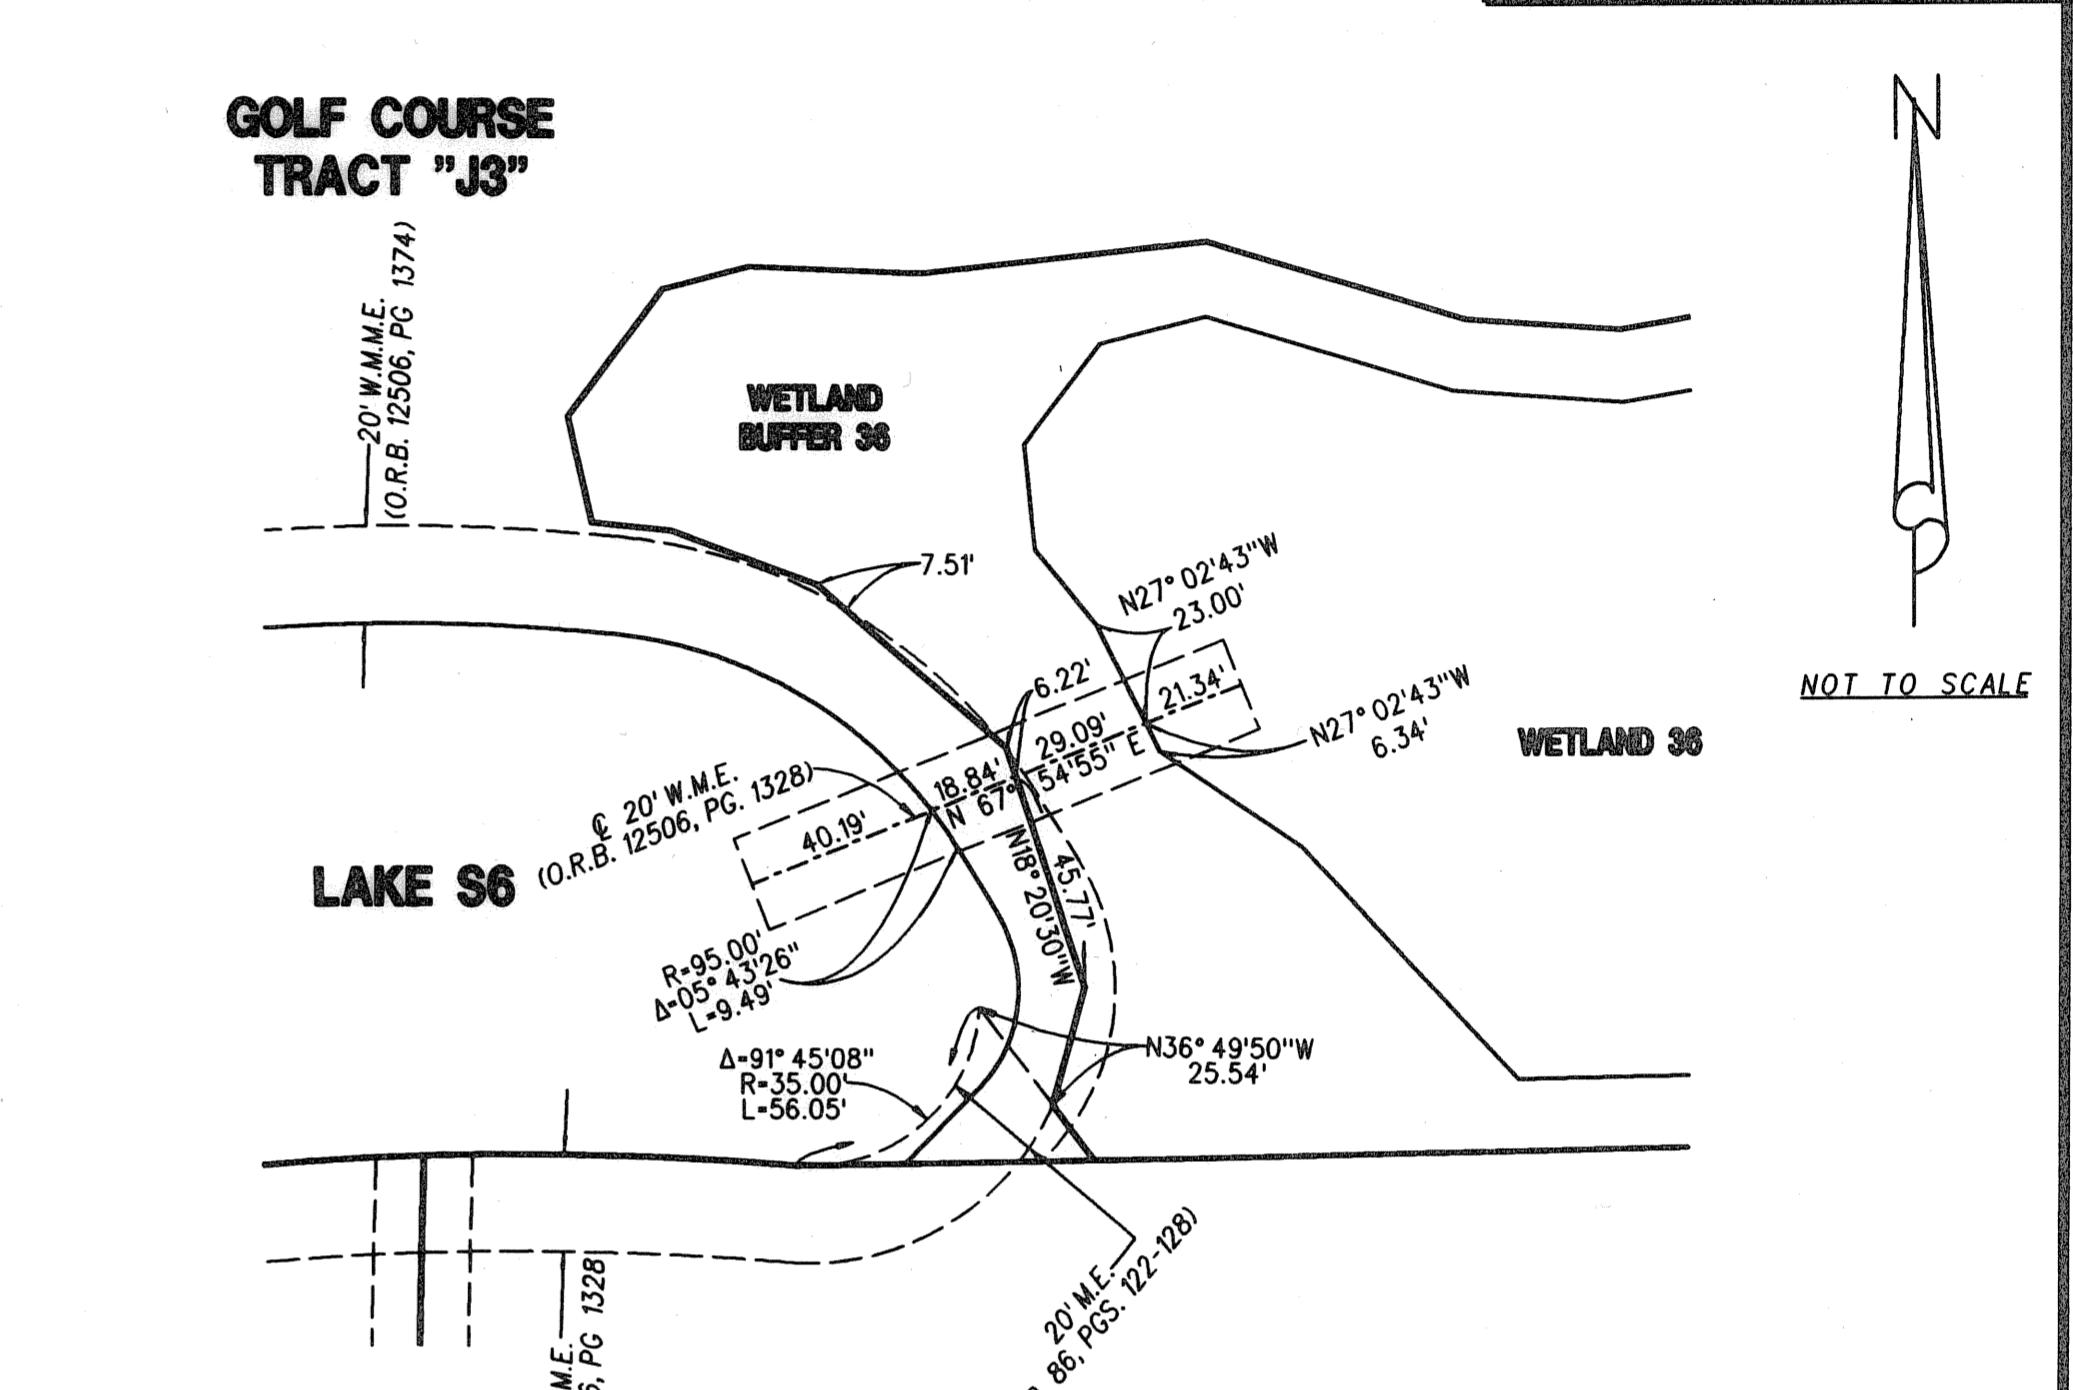 GOLF COURSE
TRACT "J3"
N
20' W.M.M.E.
(O.R.B. 12506, PG 1374)
WETLAND
BUFFER 36
7.51'
N27° 02'43"W
23.00'
6.22'
21.34'
NOT TO SCALE
29.09'
N27° 02'43"W
6.34'
WETLAND 36
18.84'
N 67° 54'55" E
℄ 20' W.M.E.
(O.R.B. 12506, PG. 1328)
40.19'
LAKE S6
N18° 20'30"W
45.77'
R=95.00'
Δ=05° 43'26"
L=9.49'
Δ=91° 45'08"
R=35.00'
L=56.05'
N36° 49'50"W
25.54'
M.E.
PG 1328
20' M.E.
86, PGS. 122-128)